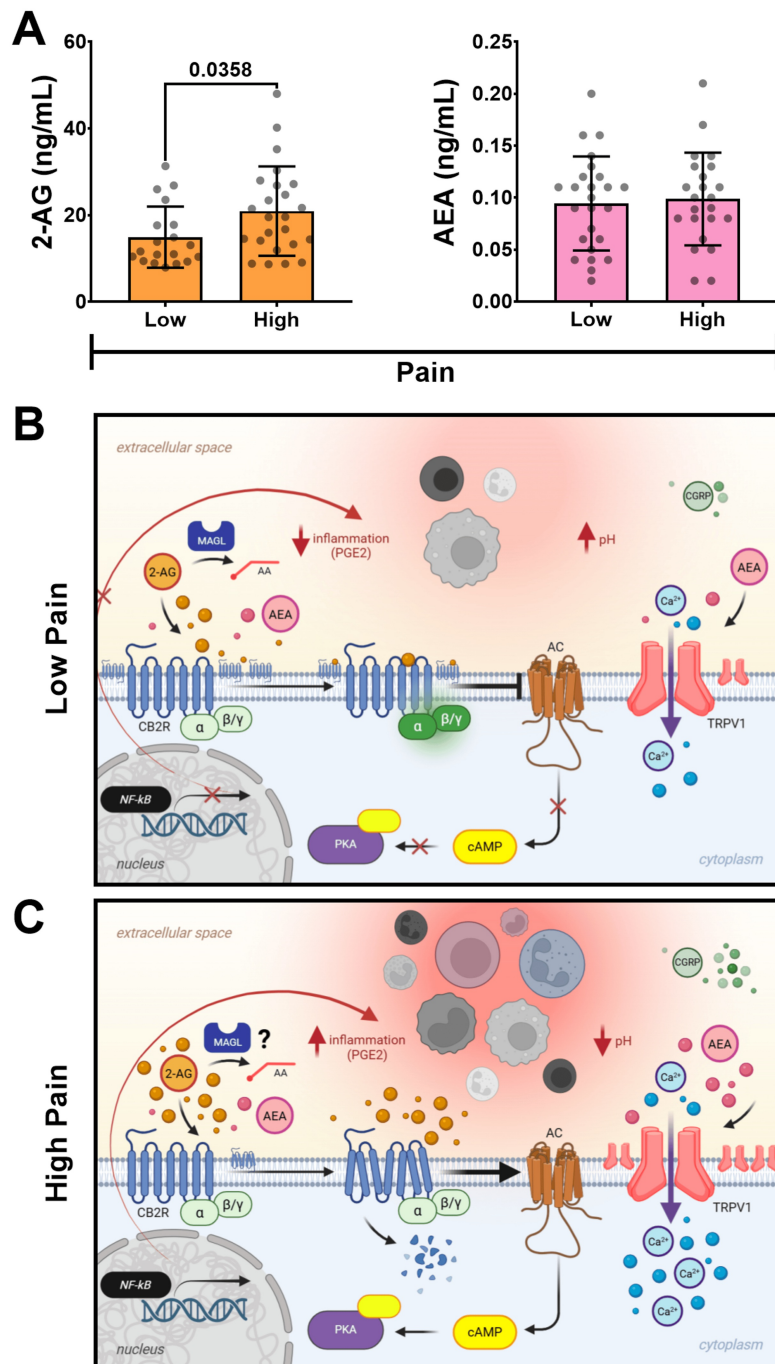 A
60
40
20
0
2-AG (ng/mL)
0.0358
Low
High
0.25
0.20
0.15
0.10
0.05
0.00
AEA (ng/mL)
Low
High
Pain
B
Low Pain
extracellular space
CGRP
MAGL
inflammation
(PGE2)
pH
2-AG
AA
AEA
AEA
Ca2+
AC
CB2R
α
β/γ
α
β/γ
TRPV1
Ca2+
NF-kB
PKA
cAMP
nucleus
cytoplasm
C
High Pain
extracellular space
CGRP
MAGL
?
inflammation
(PGE2)
pH
AEA
2-AG
AA
Ca2+
AEA
AC
CB2R
α
β/γ
α
β/γ
TRPV1
Ca2+
Ca2+
Ca2+
NF-kB
PKA
cAMP
nucleus
cytoplasm